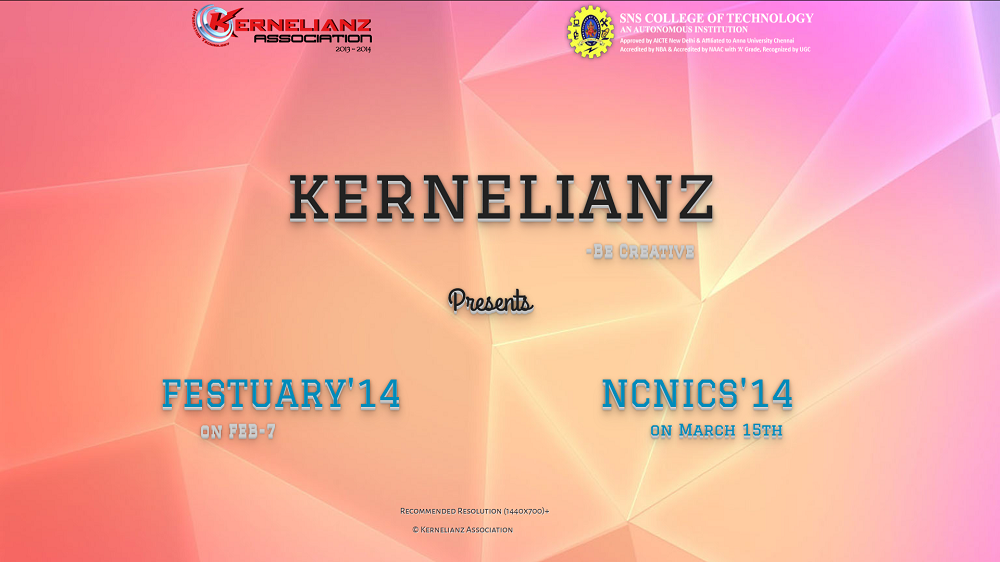 KERNELIANZ
ASSOCIATION
2013 - 2014
SNS COLLEGE OF TECHNOLOGY
AN AUTONOMOUS INSTITUTION
Approved by AICTE New Delhi & Affiliated to Anna University Chennai
Accredited by NBA & Accredited by NAAC with 'A' Grade, Recognized by UGC
KERNELIANZ
-Be Creative
Presents
FESTUARY'14
on FEB-7
NCNICS'14
on March 15th
Recommended Resolution (1440x700)+
© Kernelianz Association